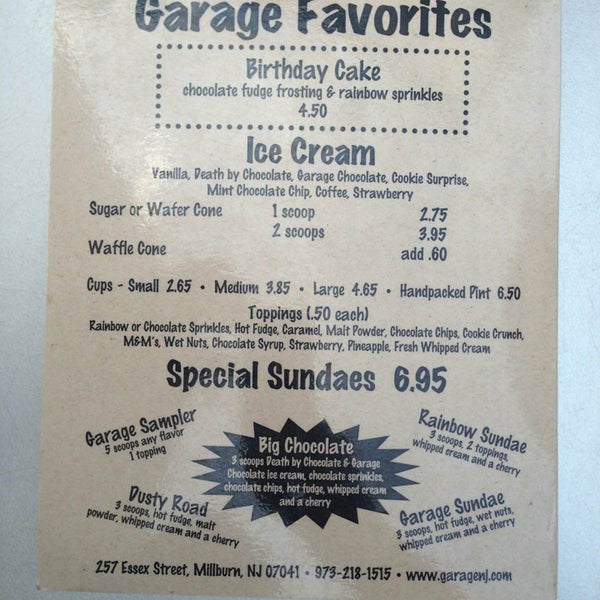 Garage Favorites
Birthday Cake
chocolate fudge frosting & rainbow sprinkles
4.50
Ice Cream
Vanilla, Death by Chocolate, Garage Chocolate, Cookie Surprise,
Mint Chocolate Chip, Coffee, Strawberry
Sugar or Wafer Cone 1 scoop 2.75
2 scoops 3.95
Waffle Cone add .60
Cups - Small 2.65 • Medium 3.85 • Large 4.65 • Handpacked Pint 6.50
Toppings (.50 each)
Rainbow or Chocolate Sprinkles, Hot Fudge, Caramel, Malt Powder, Chocolate Chips, Cookie Crunch,
M&M's, Wet Nuts, Chocolate Syrup, Strawberry, Pineapple, Fresh Whipped Cream
Special Sundaes 6.95
Garage Sampler
5 scoops any flavor
1 topping
Big Chocolate
3 scoops Death by Chocolate & Garage
Chocolate ice cream, chocolate sprinkles,
chocolate chips, hot fudge, whipped cream
and a cherry
Rainbow Sundae
3 scoops, 2 toppings,
whipped cream and a cherry
Dusty Road
3 scoops, hot fudge, malt
powder, whipped cream and a cherry
Garage Sundae
3 scoops, hot fudge, wet nuts,
whipped cream and a cherry
257 Essex Street, Millburn, NJ 07041 • 973-218-1515 • www.garagenj.com